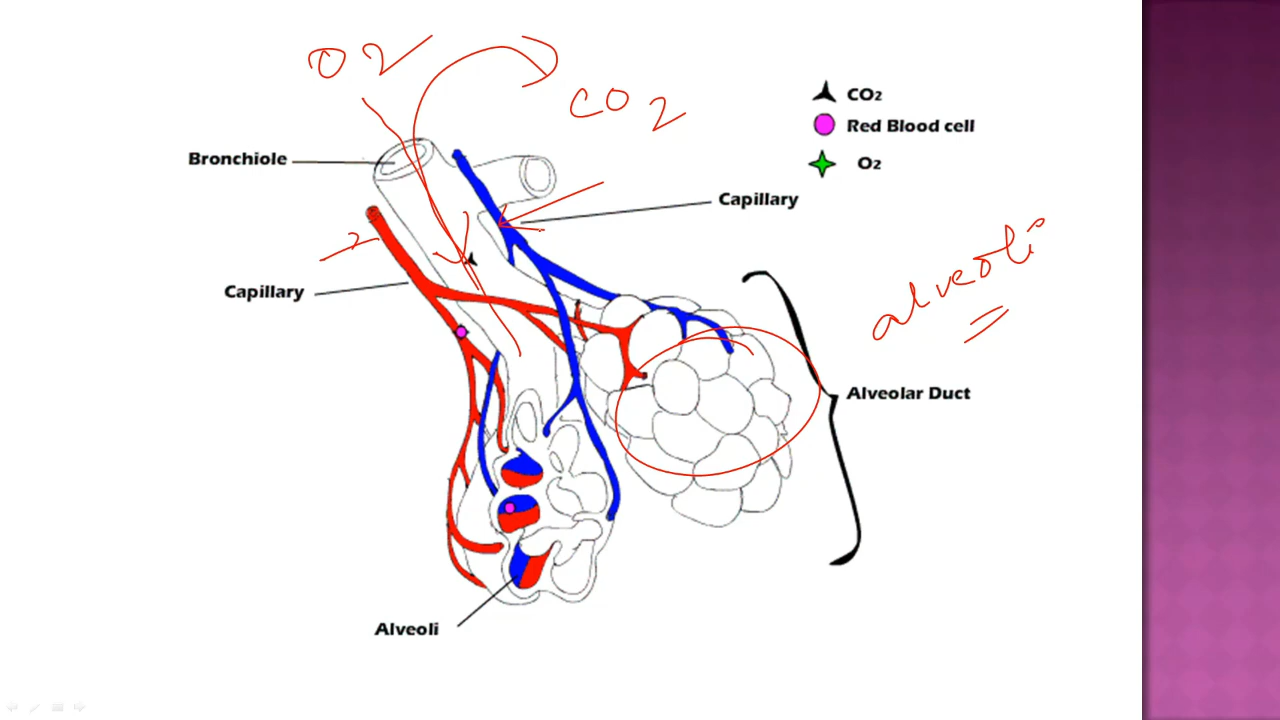 O2
CO2
CO2
Red Blood cell
O2
Bronchiole
Capillary
alveoli
Capillary
Alveolar Duct
Alveoli